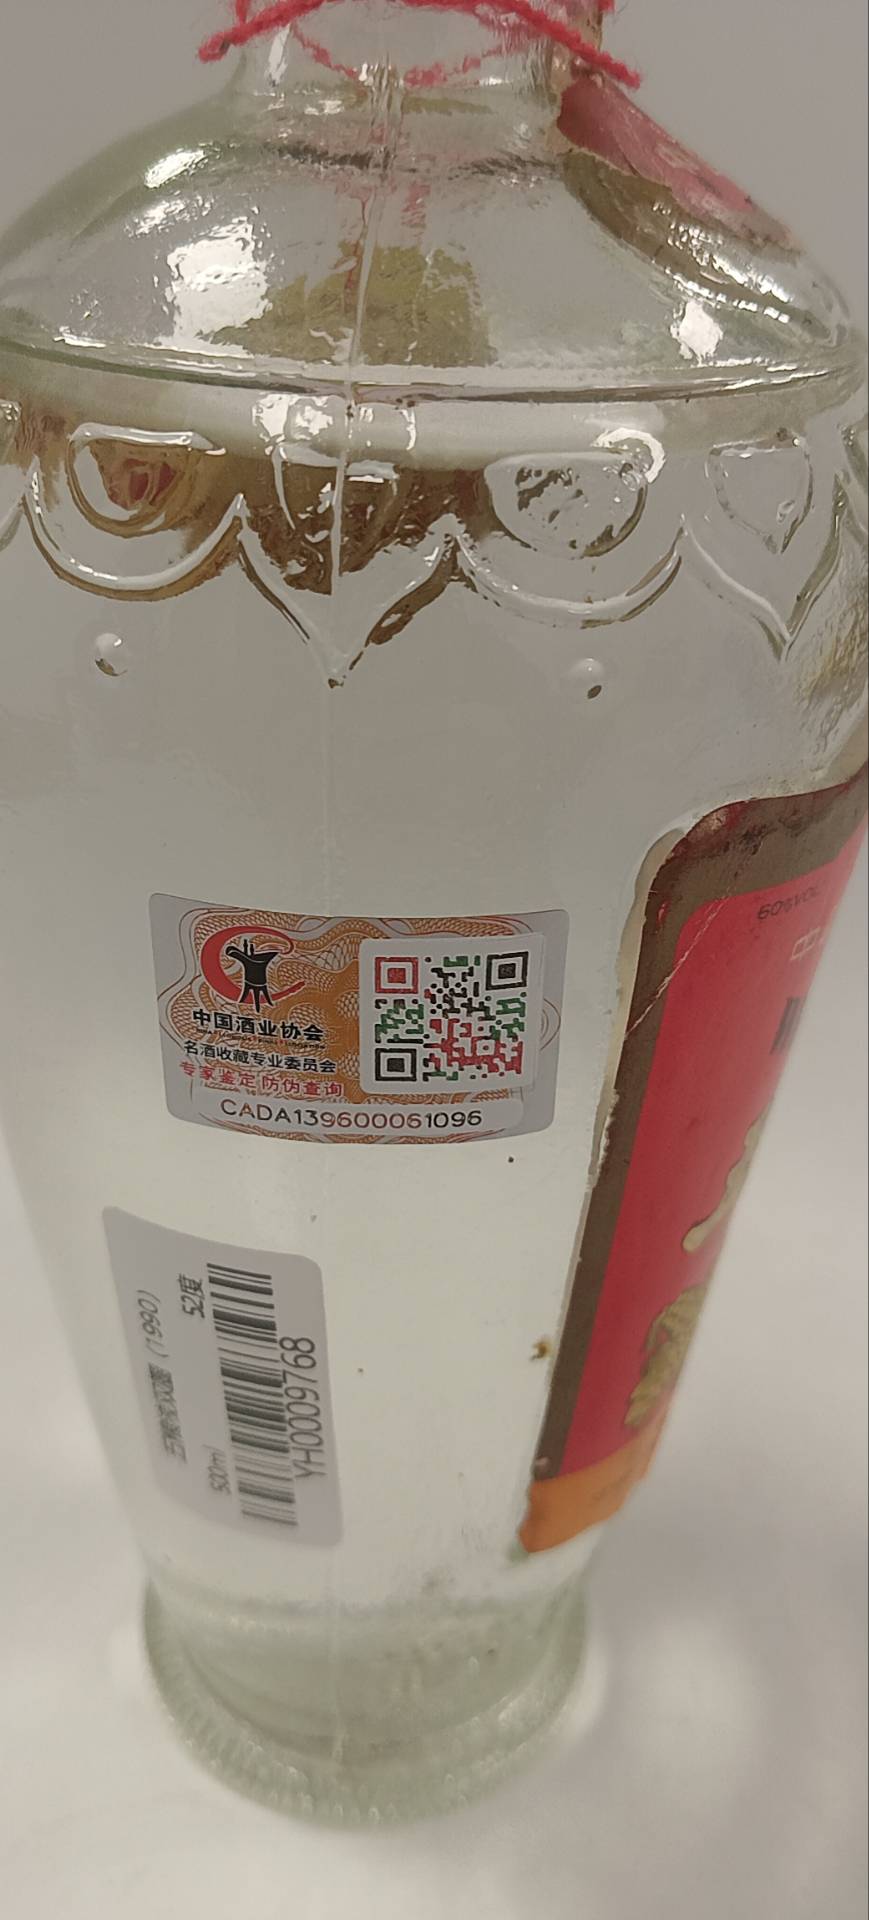 60%VOL
中
中国酒业协会
名酒收藏专业委员会
专家鉴定 防伪查询
CADA139600061096
(1990)
52度
500ml
YH0009768